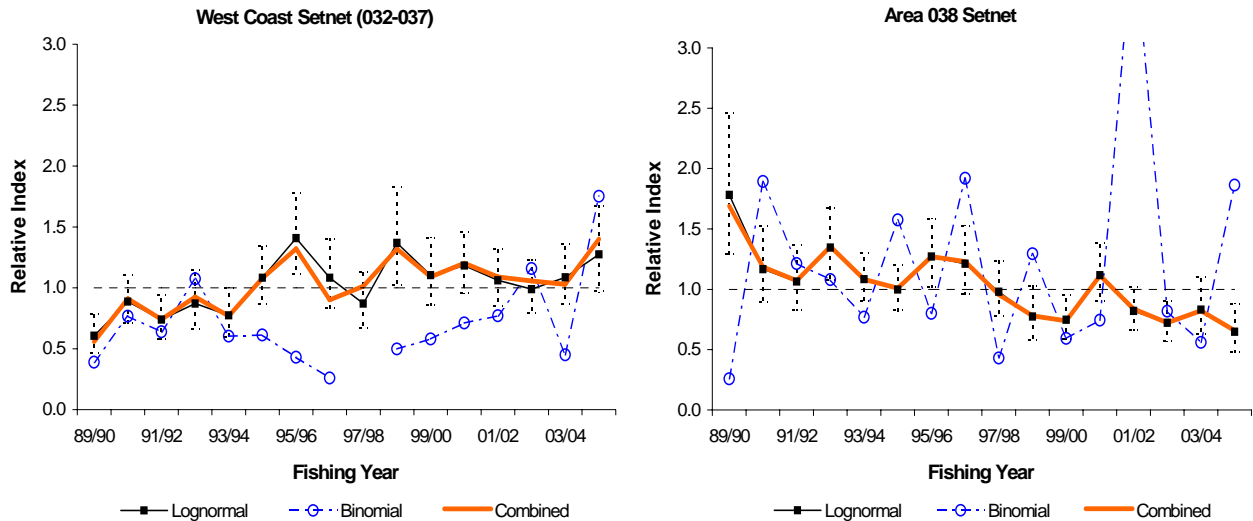 West Coast Setnet (032-037)
3.0
2.5
2.0
1.5
1.0
0.5
0.0
Relative Index
89/90 91/92 93/94 95/96 97/98 99/00 01/02 03/04
Fishing Year
Lognormal Binomial Combined
Area 038 Setnet
3.0
2.5
2.0
1.5
1.0
0.5
0.0
Relative Index
89/90 91/92 93/94 95/96 97/98 99/00 01/02 03/04
Fishing Year
Lognormal Binomial Combined